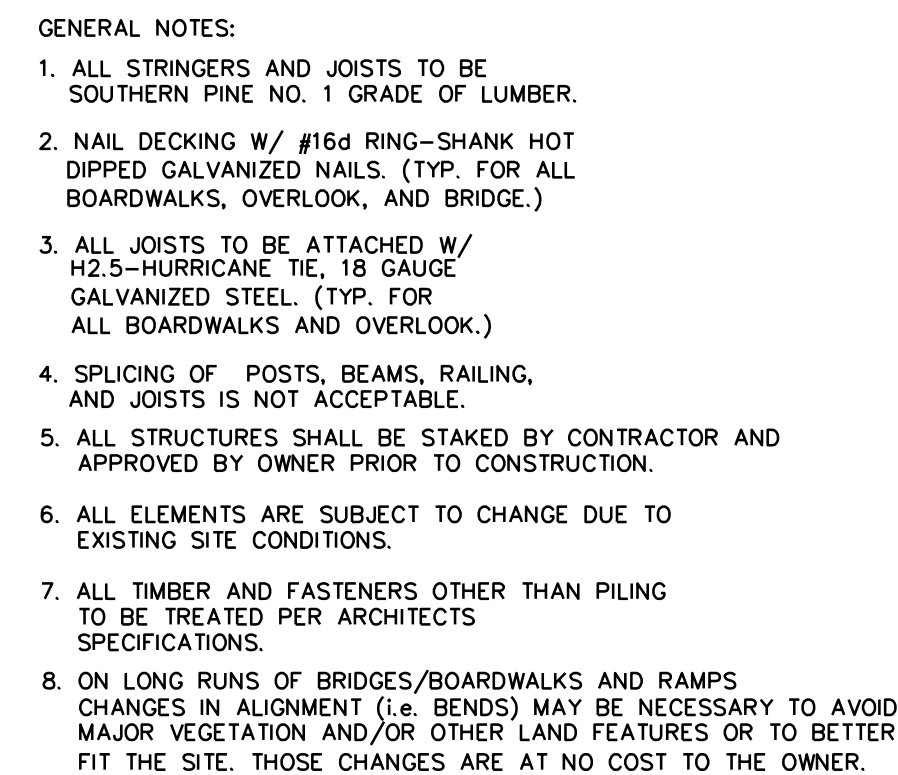 GENERAL NOTES:
1. ALL STRINGERS AND JOISTS TO BE
SOUTHERN PINE NO. 1 GRADE OF LUMBER.
2. NAIL DECKING W/ #16d RING-SHANK HOT
DIPPED GALVANIZED NAILS. (TYP. FOR ALL
BOARDWALKS, OVERLOOK, AND BRIDGE.)
3. ALL JOISTS TO BE ATTACHED W/
H2.5-HURRICANE TIE, 18 GAUGE
GALVANIZED STEEL. (TYP. FOR
ALL BOARDWALKS AND OVERLOOK.)
4. SPLICING OF POSTS, BEAMS, RAILING,
AND JOISTS IS NOT ACCEPTABLE.
5. ALL STRUCTURES SHALL BE STAKED BY CONTRACTOR AND
APPROVED BY OWNER PRIOR TO CONSTRUCTION.
6. ALL ELEMENTS ARE SUBJECT TO CHANGE DUE TO
EXISTING SITE CONDITIONS.
7. ALL TIMBER AND FASTENERS OTHER THAN PILING
TO BE TREATED PER ARCHITECTS
SPECIFICATIONS.
8. ON LONG RUNS OF BRIDGES/BOARDWALKS AND RAMPS
CHANGES IN ALIGNMENT (i.e. BENDS) MAY BE NECESSARY TO AVOID
MAJOR VEGETATION AND/OR OTHER LAND FEATURES OR TO BETTER
FIT THE SITE. THOSE CHANGES ARE AT NO COST TO THE OWNER.